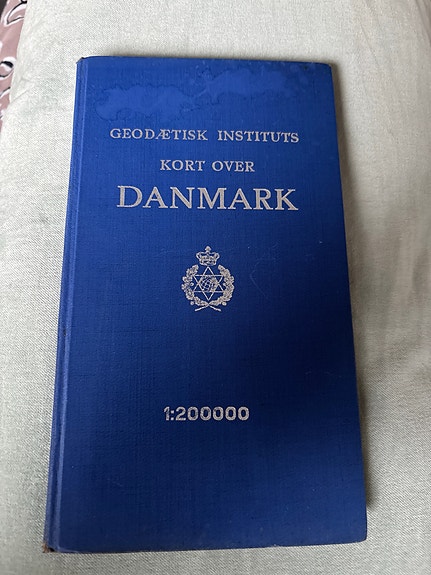 GEODÆTISK INSTITUTS
KORT OVER
DANMARK
1:200000